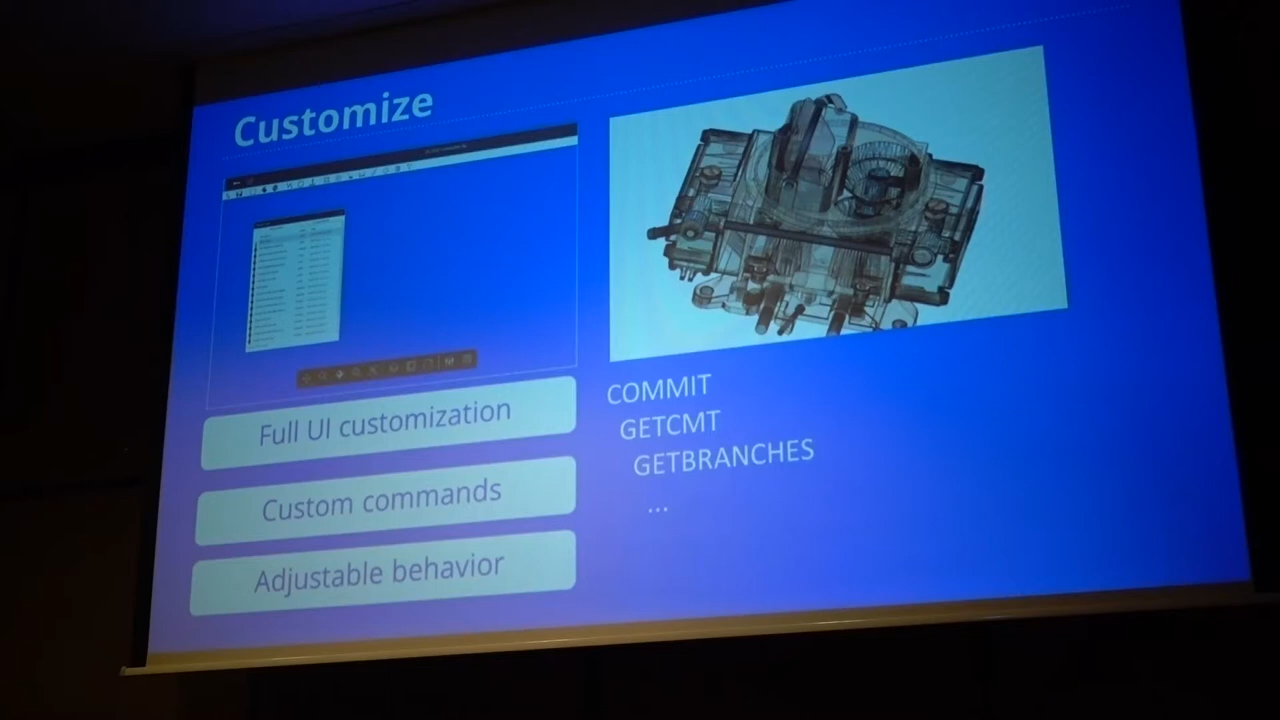 Customize
Full UI customization
Custom commands
Adjustable behavior
COMMIT
GETCMT
GETBRANCHES
...